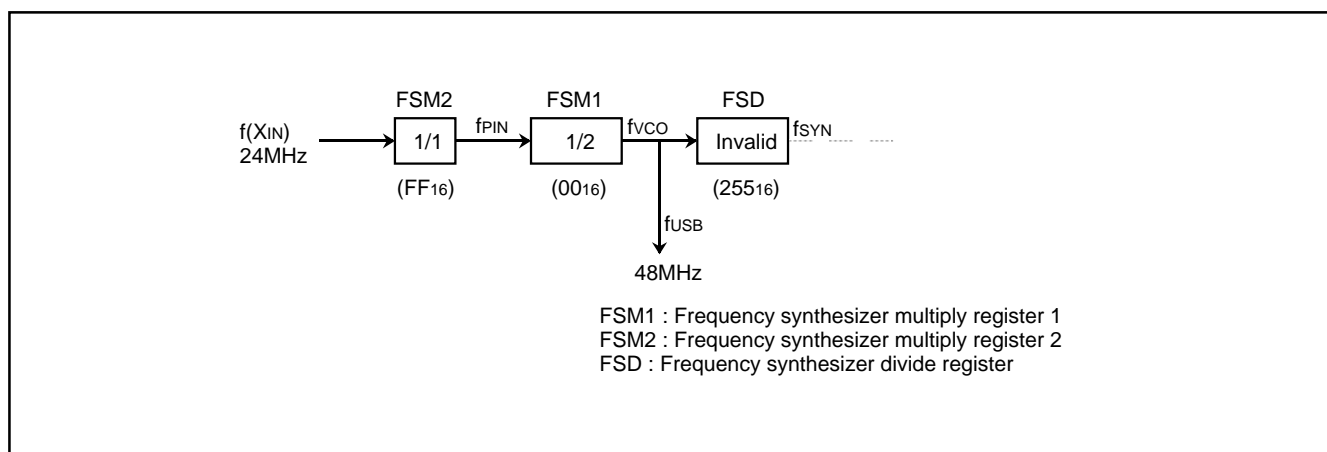 FSM2 FSM1 FSD
f(XIN)
24MHz
1/1 fPIN 1/2 fVCO Invalid fSYN
(FF16) (0016) (25516)
fUSB
48MHz
FSM1 : Frequency synthesizer multiply register 1
FSM2 : Frequency synthesizer multiply register 2
FSD : Frequency synthesizer divide register